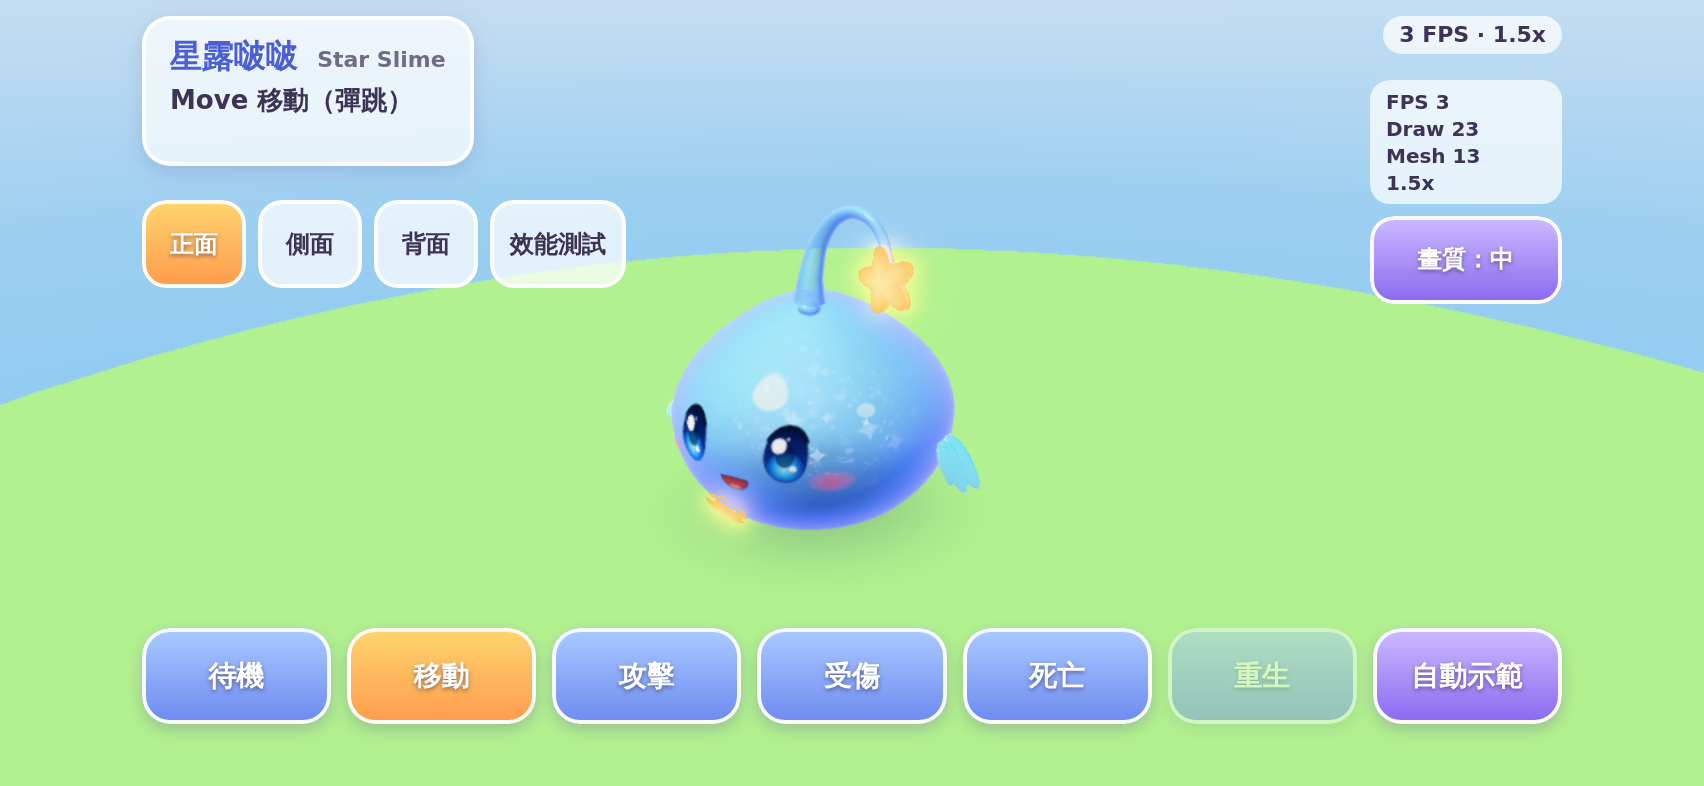 星露啵啵 Star Slime
Move 移動（彈跳）
3 FPS · 1.5x
FPS 3
Draw 23
Mesh 13
1.5x
正面
側面
背面
效能測試
畫質：中
待機
移動
攻擊
受傷
死亡
重生
自動示範